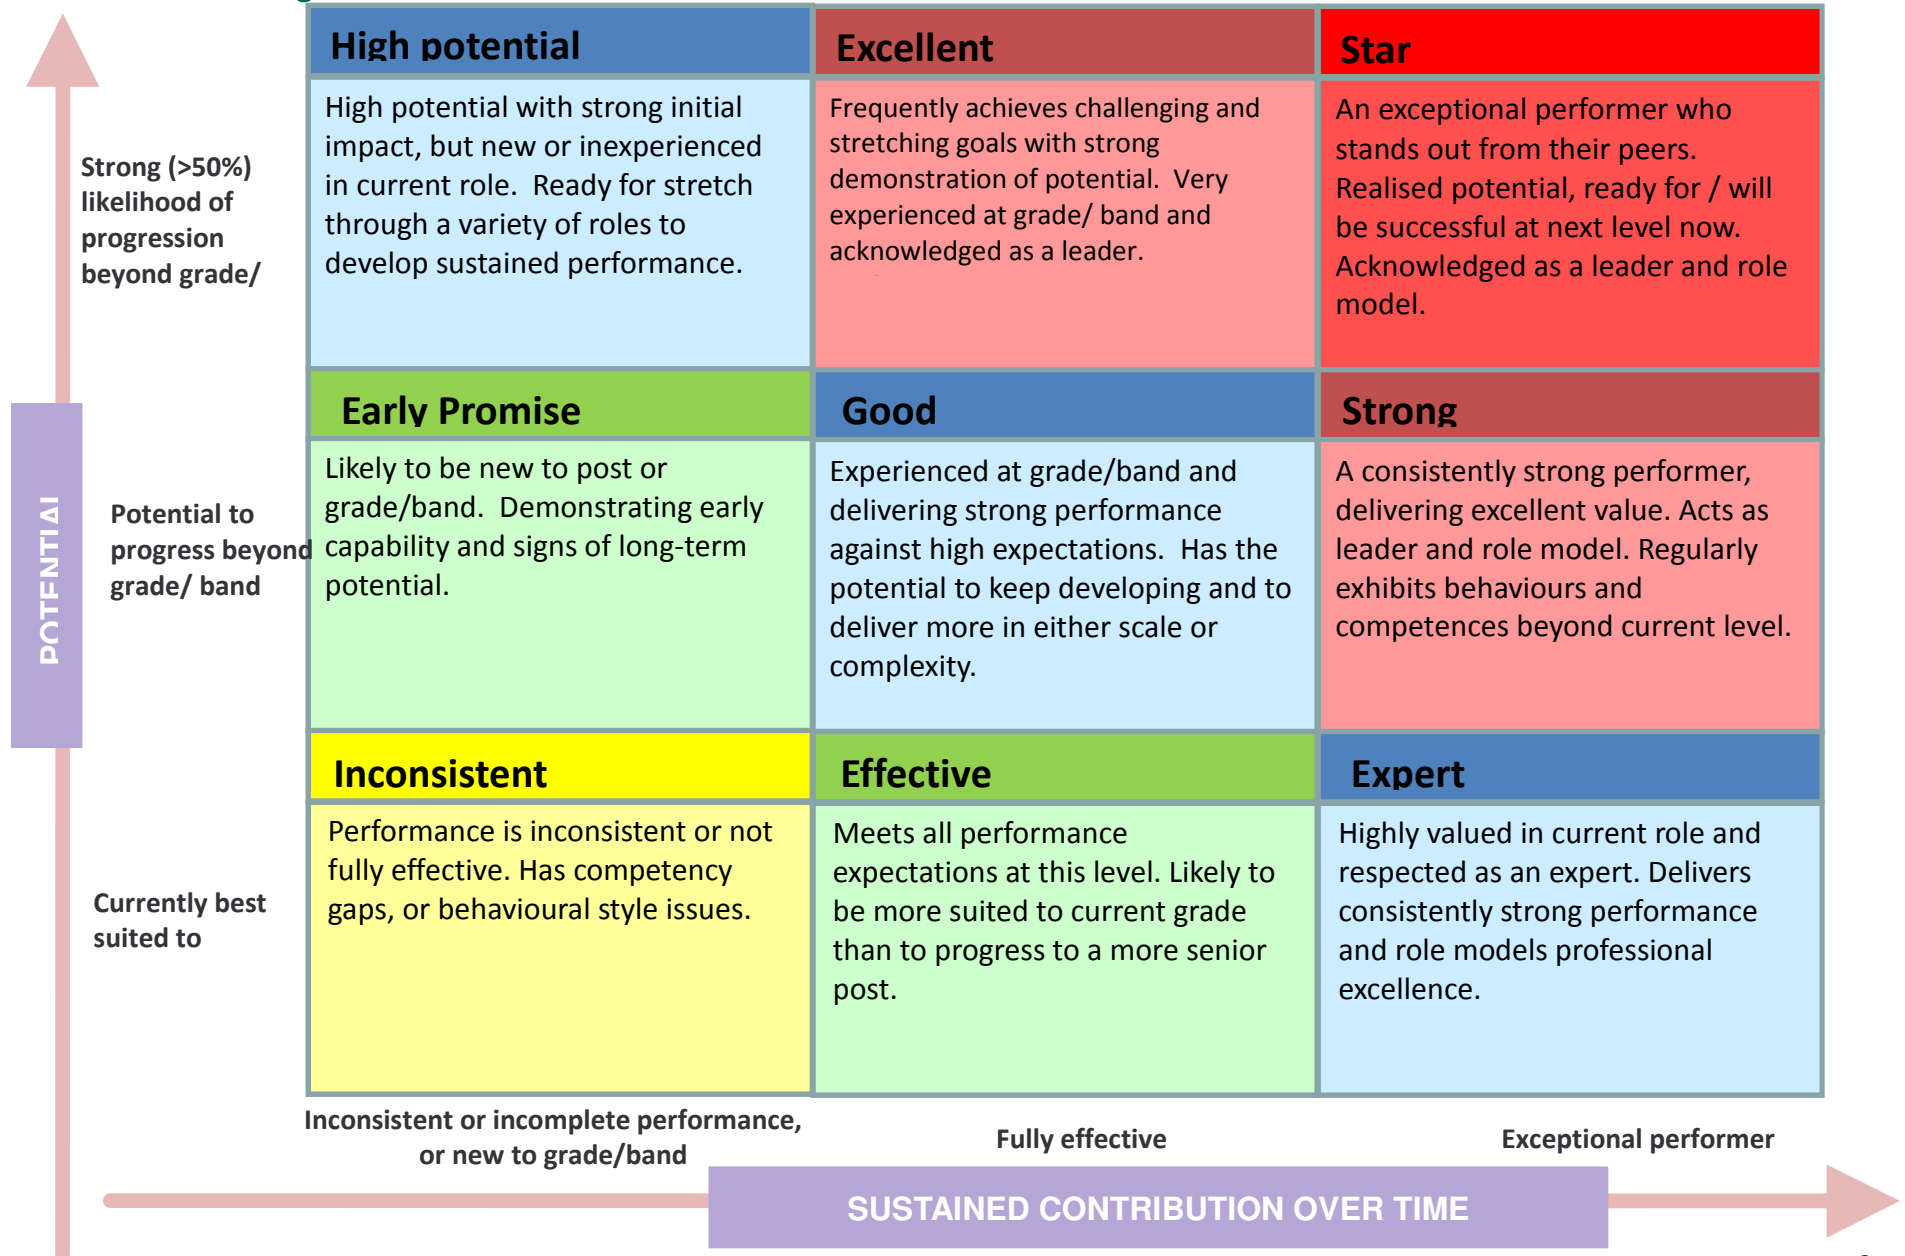 High potential
Excellent
Star
Strong (>50%)
likelihood of
progression
beyond grade/
High potential with strong initial
impact, but new or inexperienced
in current role.  Ready for stretch
through a variety of roles to
develop sustained performance.
Frequently achieves challenging and
stretching goals with strong
demonstration of potential.  Very
experienced at grade/ band and
acknowledged as a leader.
An exceptional performer who
stands out from their peers.
Realised potential, ready for / will
be successful at next level now.
Acknowledged as a leader and role
model.
Early Promise
Good
Strong
POTENTIAL
Potential to
progress beyond
grade/ band
Likely to be new to post or
grade/band.  Demonstrating early
capability and signs of long-term
potential.
Experienced at grade/band and
delivering strong performance
against high expectations.  Has the
potential to keep developing and to
deliver more in either scale or
complexity.
A consistently strong performer,
delivering excellent value. Acts as
leader and role model. Regularly
exhibits behaviours and
competences beyond current level.
Inconsistent
Effective
Expert
Currently best
suited to
Performance is inconsistent or not
fully effective. Has competency
gaps, or behavioural style issues.
Meets all performance
expectations at this level. Likely to
be more suited to current grade
than to progress to a more senior
post.
Highly valued in current role and
respected as an expert. Delivers
consistently strong performance
and role models professional
excellence.
Inconsistent or incomplete performance,
or new to grade/band
Fully effective
Exceptional performer
SUSTAINED CONTRIBUTION OVER TIME